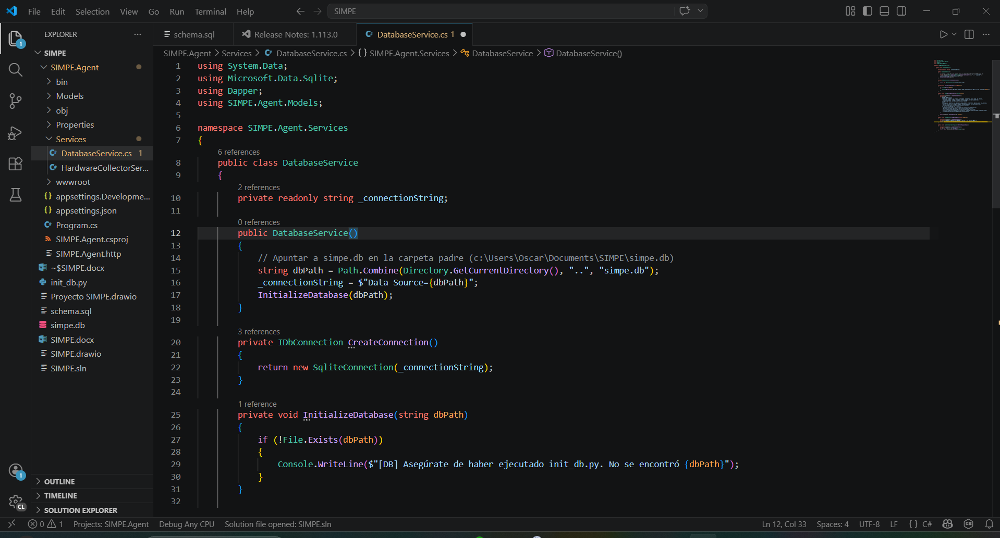 File Edit Selection View Go Run Terminal Help
SIMPE
EXPLORER
SIMPE
SIMPE.Agent
bin
Models
obj
Properties
Services
DatabaseService.cs 1
HardwareCollectorSer...
wwwroot
appsettings.Developme...
appsettings.json
Program.cs
SIMPE.Agent.csproj
SIMPE.Agent.http
~$SIMPE.docx
init_db.py
Proyecto SIMPE.drawio
schema.sql
simpe.db
SIMPE.docx
SIMPE.drawio
SIMPE.sln
OUTLINE
TIMELINE
SOLUTION EXPLORER
1
1
CL
schema.sql
Release Notes: 1.113.0
DatabaseService.cs 1
SIMPE.Agent > Services > DatabaseService.cs > {} SIMPE.Agent.Services > DatabaseService > DatabaseService()
1 using System.Data;
2 using Microsoft.Data.Sqlite;
3 using Dapper;
4 using SIMPE.Agent.Models;
5
6 namespace SIMPE.Agent.Services
7 {
6 references
8 public class DatabaseService
9 {
2 references
10 private readonly string _connectionString;
11
0 references
12 public DatabaseService()
13 {
14 // Apuntar a simpe.db en la carpeta padre (c:\Users\Oscar\Documents\SIMPE\simpe.db)
15 string dbPath = Path.Combine(Directory.GetCurrentDirectory(), "..", "simpe.db");
16 _connectionString = $"Data Source={dbPath}";
17 InitializeDatabase(dbPath);
18 }
19
3 references
20 private IDbConnection CreateConnection()
21 {
22 return new SqliteConnection(_connectionString);
23 }
24
1 reference
25 private void InitializeDatabase(string dbPath)
26 {
27 if (!File.Exists(dbPath))
28 {
29 Console.WriteLine($"[DB] Asegúrate de haber ejecutado init_db.py. No se encontró {dbPath}");
30 }
31 }
32
0 1 Projects: SIMPE.Agent Debug Any CPU Solution file opened: SIMPE.sln Ln 12, Col 33 Spaces: 4 UTF-8 LF {} C#